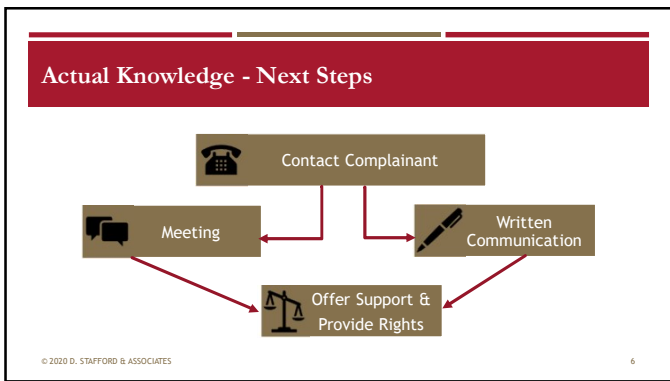 Actual Knowledge - Next Steps
Contact Complainant
Meeting
Written
Communication
Offer Support &
Provide Rights
© 2020 D. STAFFORD & ASSOCIATES
6